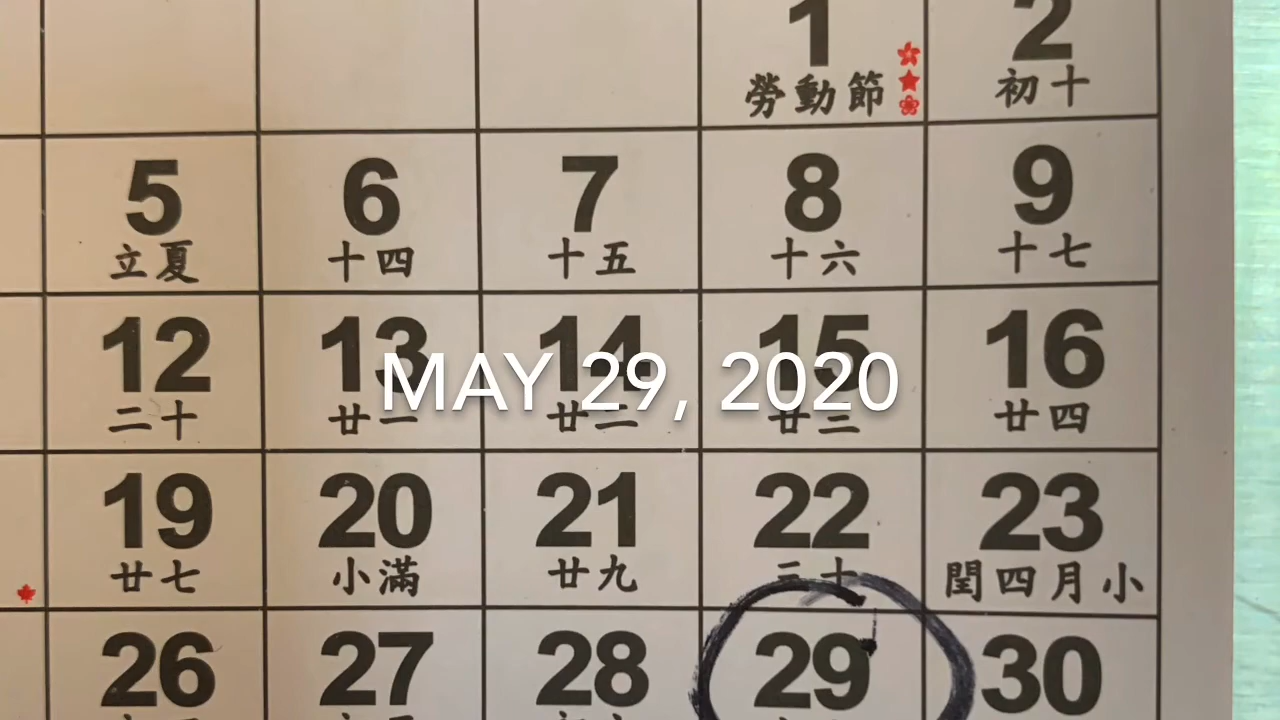 1 2
勞動節 初十
5 6 7 8 9
立夏 十四 十五 十六 十七
12 13 14 15 16
MAY 29, 2020
二十 廿一 廿二 廿三 廿四
19 20 21 22 23
廿七 小滿 廿九 三十 閏四月小
26 27 28 29 30